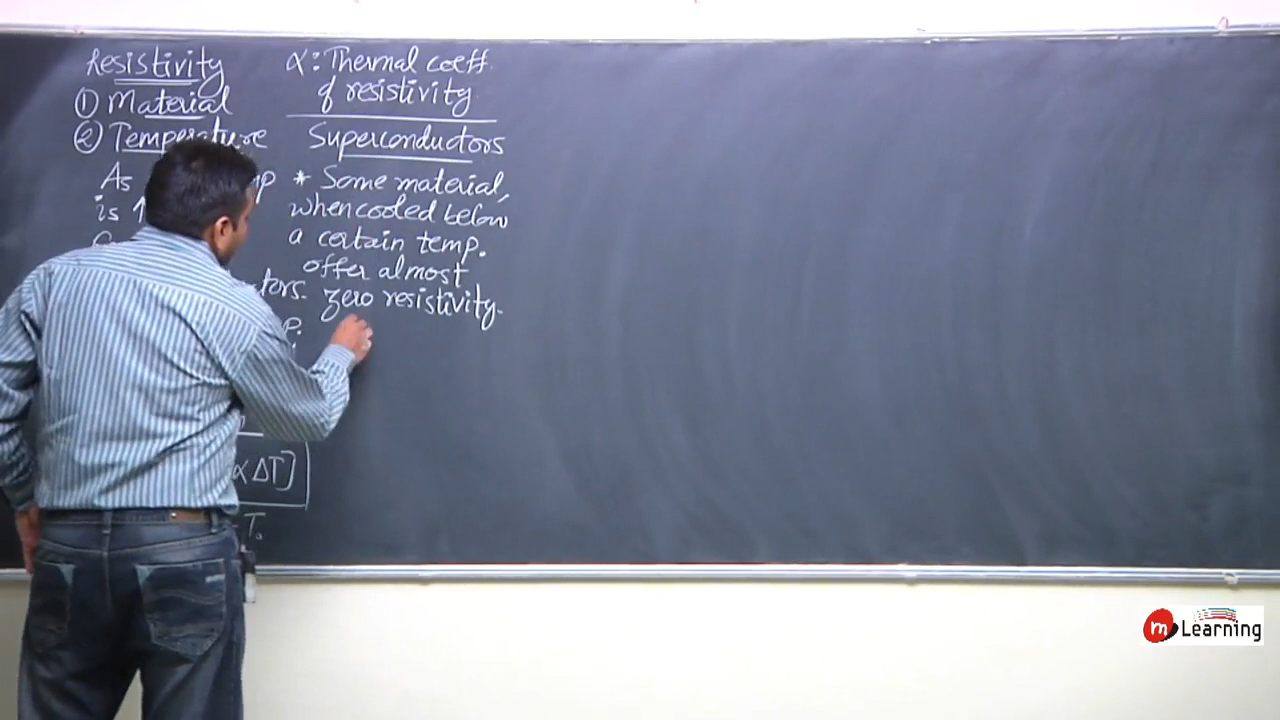 Resistivity
① Material
② Temperature
As
is ↑
tors.
α ΔT]
T₀
α : Thermal coeff.
of resistivity
Superconductors
* Some material,
when cooled below
a certain temp.
offer almost
zero resistivity.
m Learning